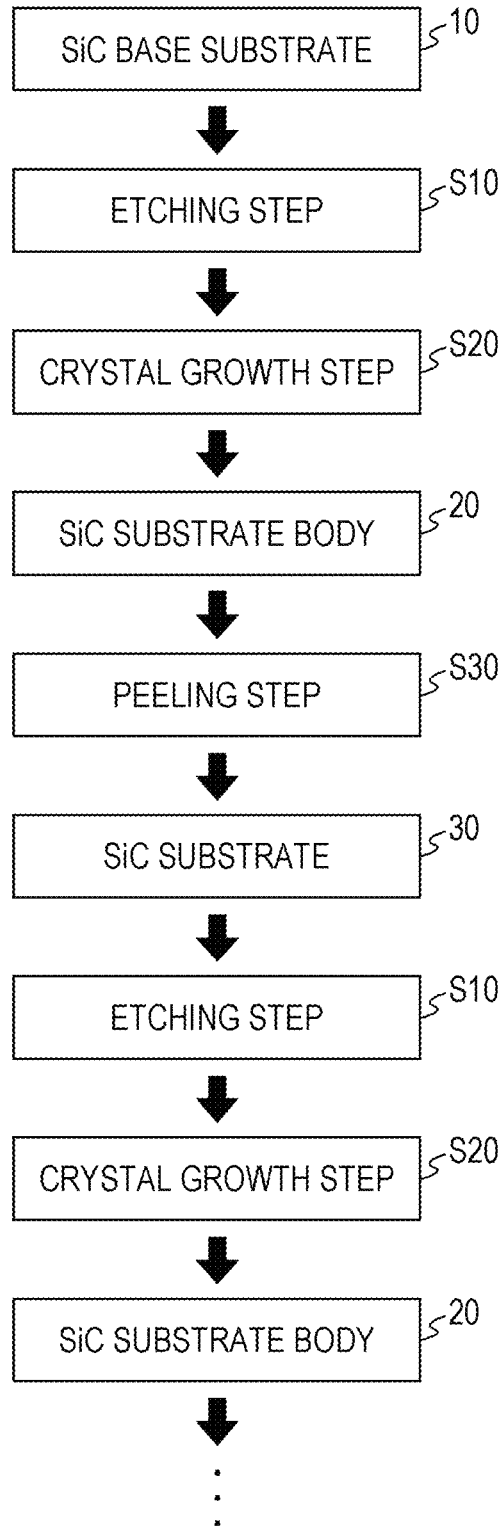 SiC BASE SUBSTRATE
10
ETCHING STEP
S10
CRYSTAL GROWTH STEP
S20
SiC SUBSTRATE BODY
20
PEELING STEP
S30
SiC SUBSTRATE
30
ETCHING STEP
S10
CRYSTAL GROWTH STEP
S20
SiC SUBSTRATE BODY
20